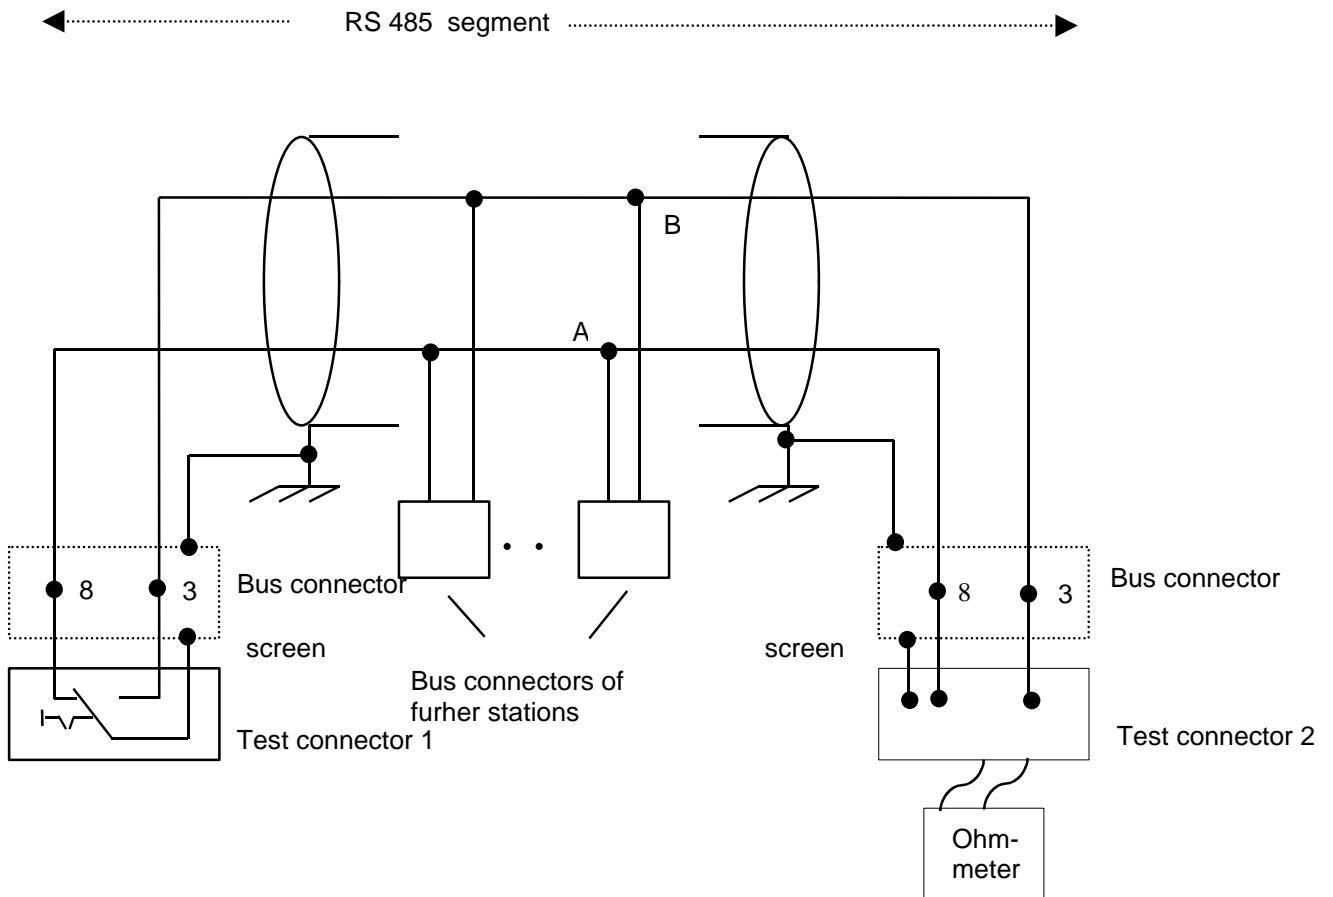 RS 485 segment
B
A
8 3 Bus connector
8 3 Bus connector
screen
screen
Bus connectors of
furher stations
Test connector 1
Test connector 2
Ohm-
meter